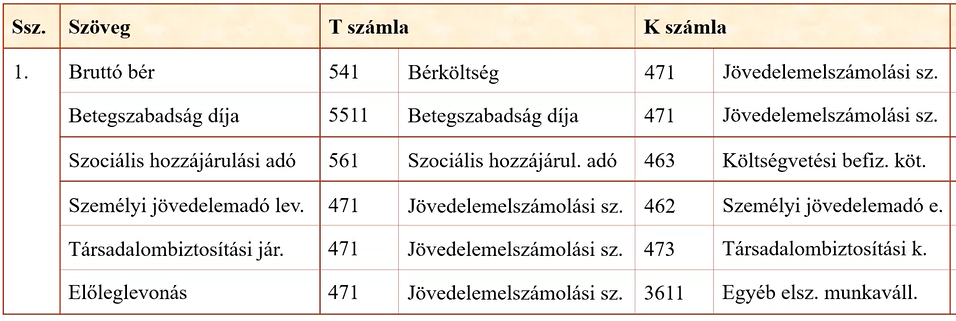 Ssz. Szöveg T számla K számla
1. Bruttó bér 541 Bérköltség 471 Jövedelemelszámolási sz.
Betegszabadság díja 5511 Betegszabadság díja 471 Jövedelemelszámolási sz.
Szociális hozzájárulási adó 561 Szociális hozzájárul. adó 463 Költségvetési befiz. köt.
Személyi jövedelemadó lev. 471 Jövedelemelszámolási sz. 462 Személyi jövedelemadó e.
Társadalombiztosítási jár. 471 Jövedelemelszámolási sz. 473 Társadalombiztosítási k.
Előleglevonás 471 Jövedelemelszámolási sz. 3611 Egyéb elsz. munkaváll.